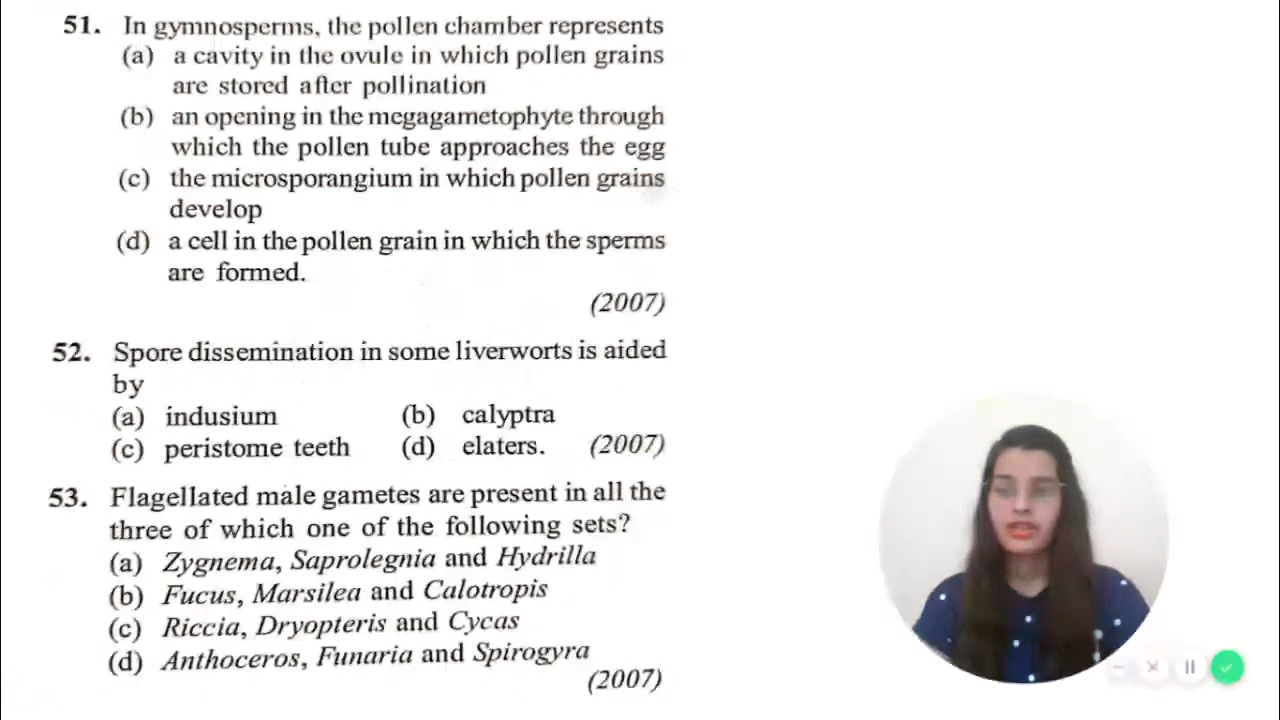 51. In gymnosperms, the pollen chamber represents
(a) a cavity in the ovule in which pollen grains
are stored after pollination
(b) an opening in the megagametophyte through
which the pollen tube approaches the egg
(c) the microsporangium in which pollen grains
develop
(d) a cell in the pollen grain in which the sperms
are formed.
(2007)
52. Spore dissemination in some liverworts is aided
by
(a) indusium (b) calyptra
(c) peristome teeth (d) elaters. (2007)
53. Flagellated male gametes are present in all the
three of which one of the following sets?
(a) Zygnema, Saprolegnia and Hydrilla
(b) Fucus, Marsilea and Calotropis
(c) Riccia, Dryopteris and Cycas
(d) Anthoceros, Funaria and Spirogyra
(2007)